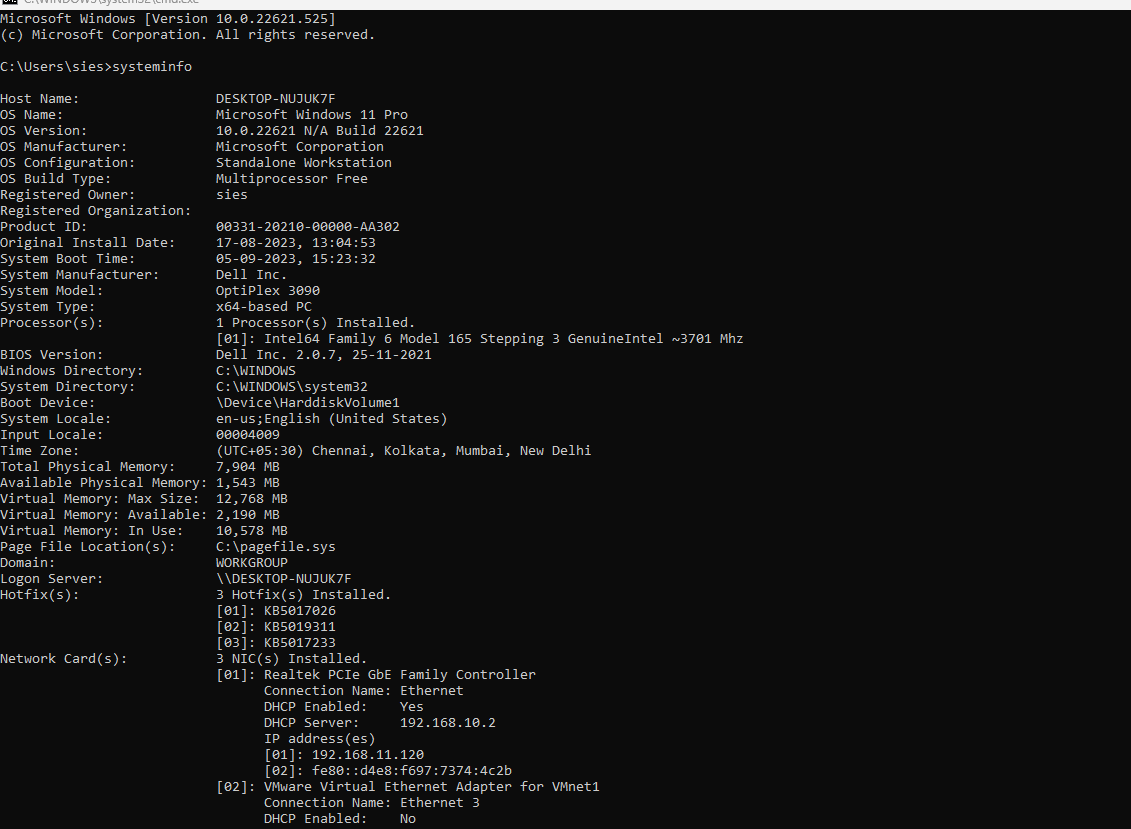 C:\WINDOWS\system32\cmd.exe
Microsoft Windows [Version 10.0.22621.525]
(c) Microsoft Corporation. All rights reserved.
C:\Users\sies>systeminfo
Host Name:                 DESKTOP-NUJUK7F
OS Name:                   Microsoft Windows 11 Pro
OS Version:                10.0.22621 N/A Build 22621
OS Manufacturer:           Microsoft Corporation
OS Configuration:          Standalone Workstation
OS Build Type:             Multiprocessor Free
Registered Owner:          sies
Registered Organization:
Product ID:                00331-20210-00000-AA302
Original Install Date:     17-08-2023, 13:04:53
System Boot Time:          05-09-2023, 15:23:32
System Manufacturer:       Dell Inc.
System Model:              OptiPlex 3090
System Type:               x64-based PC
Processor(s):              1 Processor(s) Installed.
                           [01]: Intel64 Family 6 Model 165 Stepping 3 GenuineIntel ~3701 Mhz
BIOS Version:              Dell Inc. 2.0.7, 25-11-2021
Windows Directory:         C:\WINDOWS
System Directory:          C:\WINDOWS\system32
Boot Device:               \Device\HarddiskVolume1
System Locale:             en-us;English (United States)
Input Locale:              00004009
Time Zone:                 (UTC+05:30) Chennai, Kolkata, Mumbai, New Delhi
Total Physical Memory:     7,904 MB
Available Physical Memory: 1,543 MB
Virtual Memory: Max Size:  12,768 MB
Virtual Memory: Available: 2,190 MB
Virtual Memory: In Use:    10,578 MB
Page File Location(s):     C:\pagefile.sys
Domain:                    WORKGROUP
Logon Server:              \\DESKTOP-NUJUK7F
Hotfix(s):                 3 Hotfix(s) Installed.
                           [01]: KB5017026
                           [02]: KB5019311
                           [03]: KB5017233
Network Card(s):           3 NIC(s) Installed.
                           [01]: Realtek PCIe GbE Family Controller
                                 Connection Name: Ethernet
                                 DHCP Enabled:    Yes
                                 DHCP Server:     192.168.10.2
                                 IP address(es)
                                 [01]: 192.168.11.120
                                 [02]: fe80::d4e8:f697:7374:4c2b
                           [02]: VMware Virtual Ethernet Adapter for VMnet1
                                 Connection Name: Ethernet 3
                                 DHCP Enabled:    No